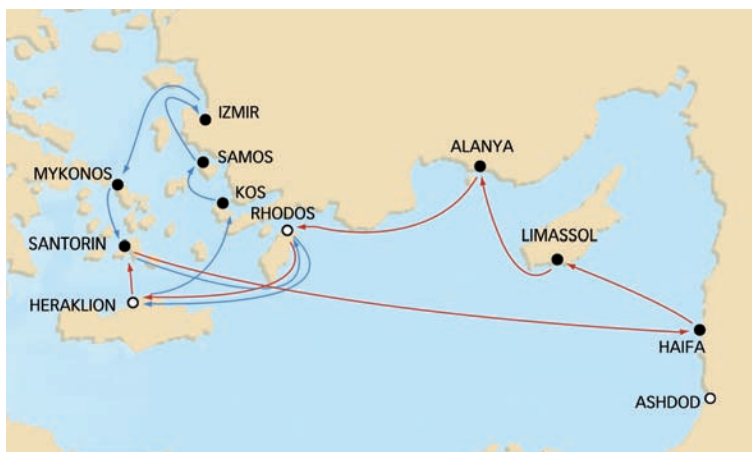 IZMIR
ALANYA
SAMOS
MYKONOS
KOS
RHODOS
LIMASSOL
SANTORIN
HERAKLION
HAIFA
ASHDOD